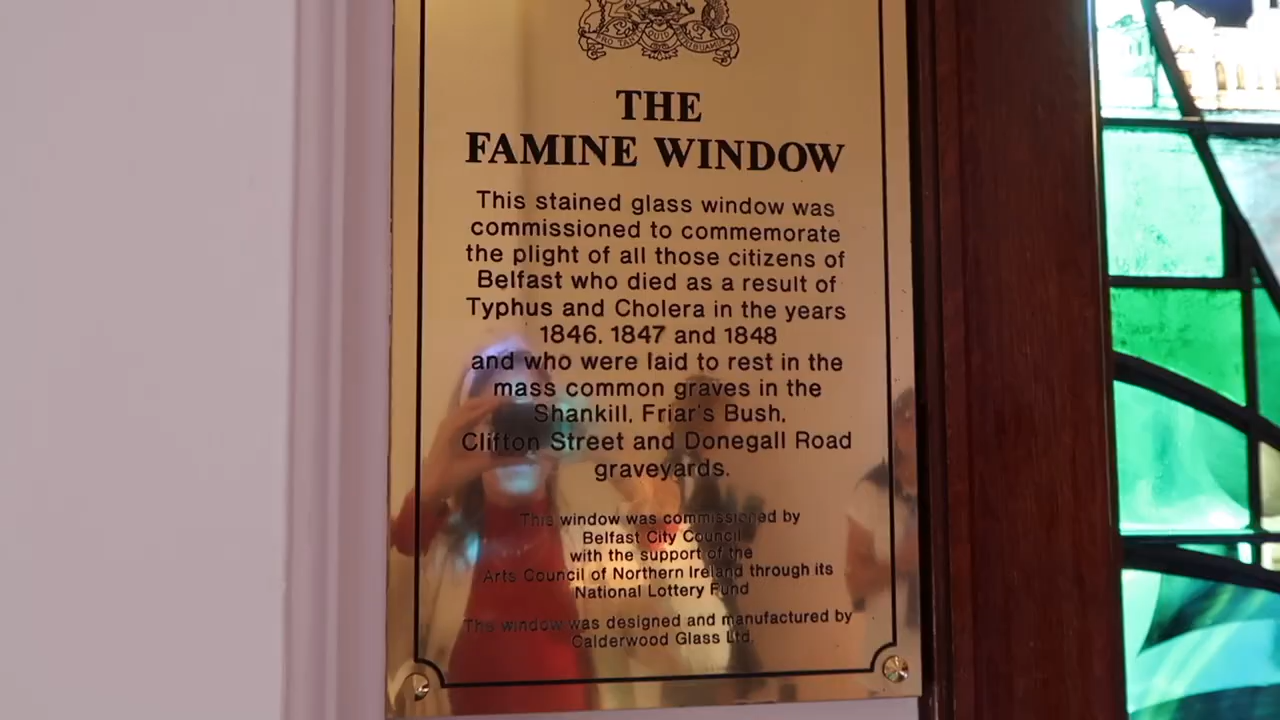 PRO TANTO QUID RETRIBUAMUS
THE
FAMINE WINDOW
This stained glass window was
commissioned to commemorate
the plight of all those citizens of
Belfast who died as a result of
Typhus and Cholera in the years
1846, 1847 and 1848
and who were laid to rest in the
mass common graves in the
Shankill, Friar's Bush,
Clifton Street and Donegall Road
graveyards.
This window was commissioned by
Belfast City Council
with the support of the
Arts Council of Northern Ireland through its
National Lottery Fund
The window was designed and manufactured by
Calderwood Glass Ltd.